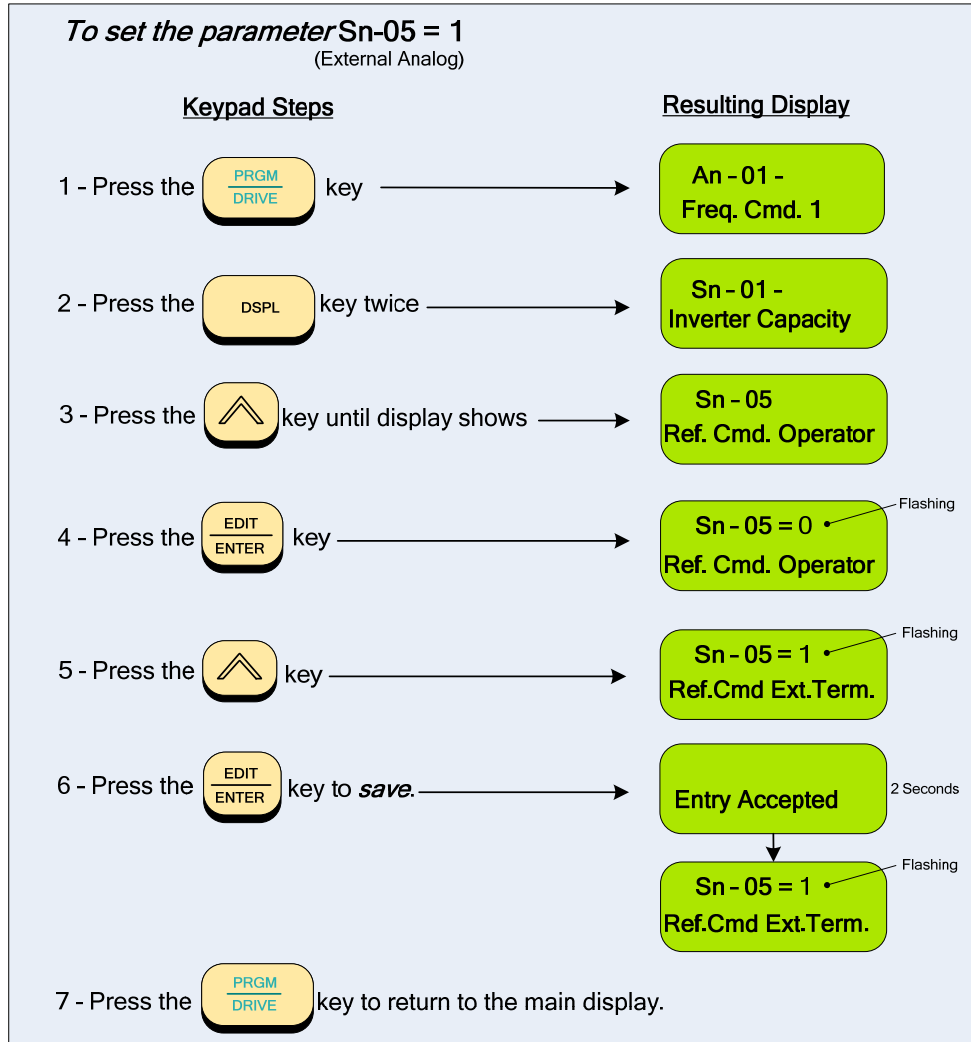 To set the parameter Sn-05 = 1
(External Analog)
Keypad Steps
Resulting Display
1 - Press the PRGM DRIVE key
An - 01 -
Freq. Cmd. 1
2 - Press the DSPL key twice
Sn - 01 -
Inverter Capacity
3 - Press the key until display shows
Sn - 05
Ref. Cmd. Operator
4 - Press the EDIT ENTER key
Sn - 05 = 0
Flashing
Ref. Cmd. Operator
5 - Press the key
Sn - 05 = 1
Flashing
Ref.Cmd Ext.Term.
6 - Press the EDIT ENTER key to save.
Entry Accepted
2 Seconds
Sn - 05 = 1
Flashing
Ref.Cmd Ext.Term.
7 - Press the PRGM DRIVE key to return to the main display.